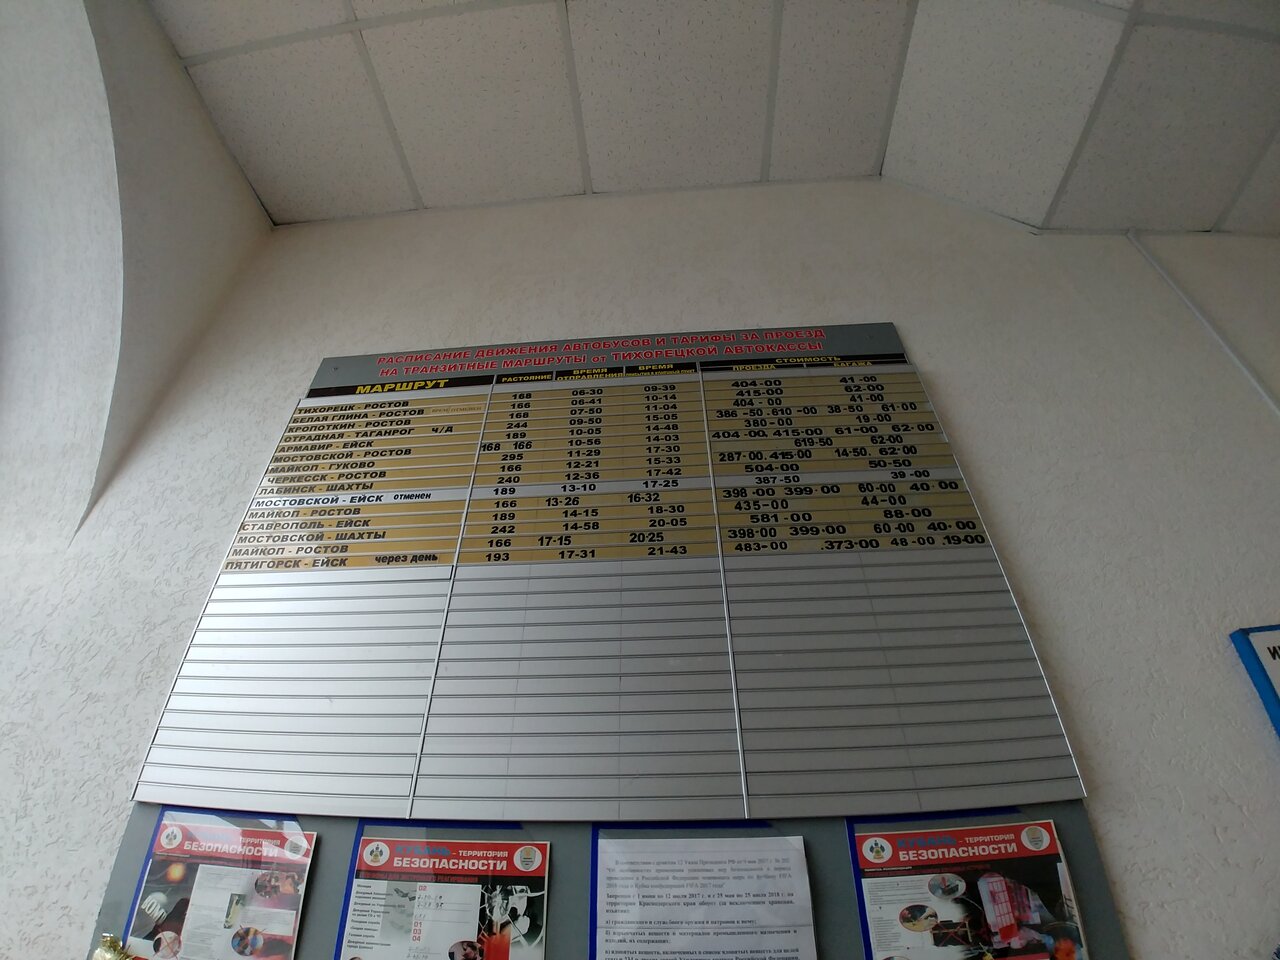 РАСПИСАНИЕ ДВИЖЕНИЯ АВТОБУСОВ И ТАРИФЫ ЗА ПРОЕЗД
НА ТРАНЗИТНЫЕ МАРШРУТЫ от ТИХОРЕЦКОЙ АВТОКАССЫ
МАРШРУТ РАСТОЯНИЕ ВРЕМЯ ОТПРАВЛЕНИЯ ВРЕМЯ СТОИМОСТЬ ПРОЕЗДА БАГАЖА
ТИХОРЕЦК - РОСТОВ 168 06-30 09-39 404-00 41-00
БЕЛАЯ ГЛИНА - РОСТОВ 166 06-41 10-14 415-00 62-00
КРОПОТКИН - РОСТОВ 168 07-50 11-04 404-00 41-00
ОТРАДНАЯ - ТАГАНРОГ ч/д 244 09-50 15-05 386-50. 610-00 38-50 61-00
АРМАВИР - ЕЙСК 189 10-05 14-48 380-00 19-00
МОСТОВСКОЙ - РОСТОВ 168 166 10-56 14-03 404-00. 415-00 61-00 62-00
МАЙКОП - ГУКОВО 295 11-29 17-30 619-50 62-00
ЧЕРКЕССК - РОСТОВ 166 12-21 15-33 287-00. 415-00 14-50. 62-00
ЛАБИНСК - ШАХТЫ 240 12-36 17-42 504-00 50-50
МОСТОВСКОЙ - ЕЙСК отменен 189 13-10 17-25 387-50 39-00
МАЙКОП - РОСТОВ 166 13-26 16-32 398-00 399-00 60-00 40-00
СТАВРОПОЛЬ - ЕЙСК 189 14-15 18-30 435-00 44-00
МОСТОВСКОЙ - ШАХТЫ 242 14-58 20-05 581-00 88-00
МАЙКОП - РОСТОВ 166 17-15 20-25 398-00 399-00 60-00 40-00
ПЯТИГОРСК - ЕЙСК через день 193 17-31 21-43 483-00 .373-00 48-00 .19-00
ТЕРРИТОРИЯ
БЕЗОПАСНОСТИ
ТЕРРИТОРИЯ
БЕЗОПАСНОСТИ
02
01
03
04
ТЕРРИТОРИЯ
БЕЗОПАСНОСТИ